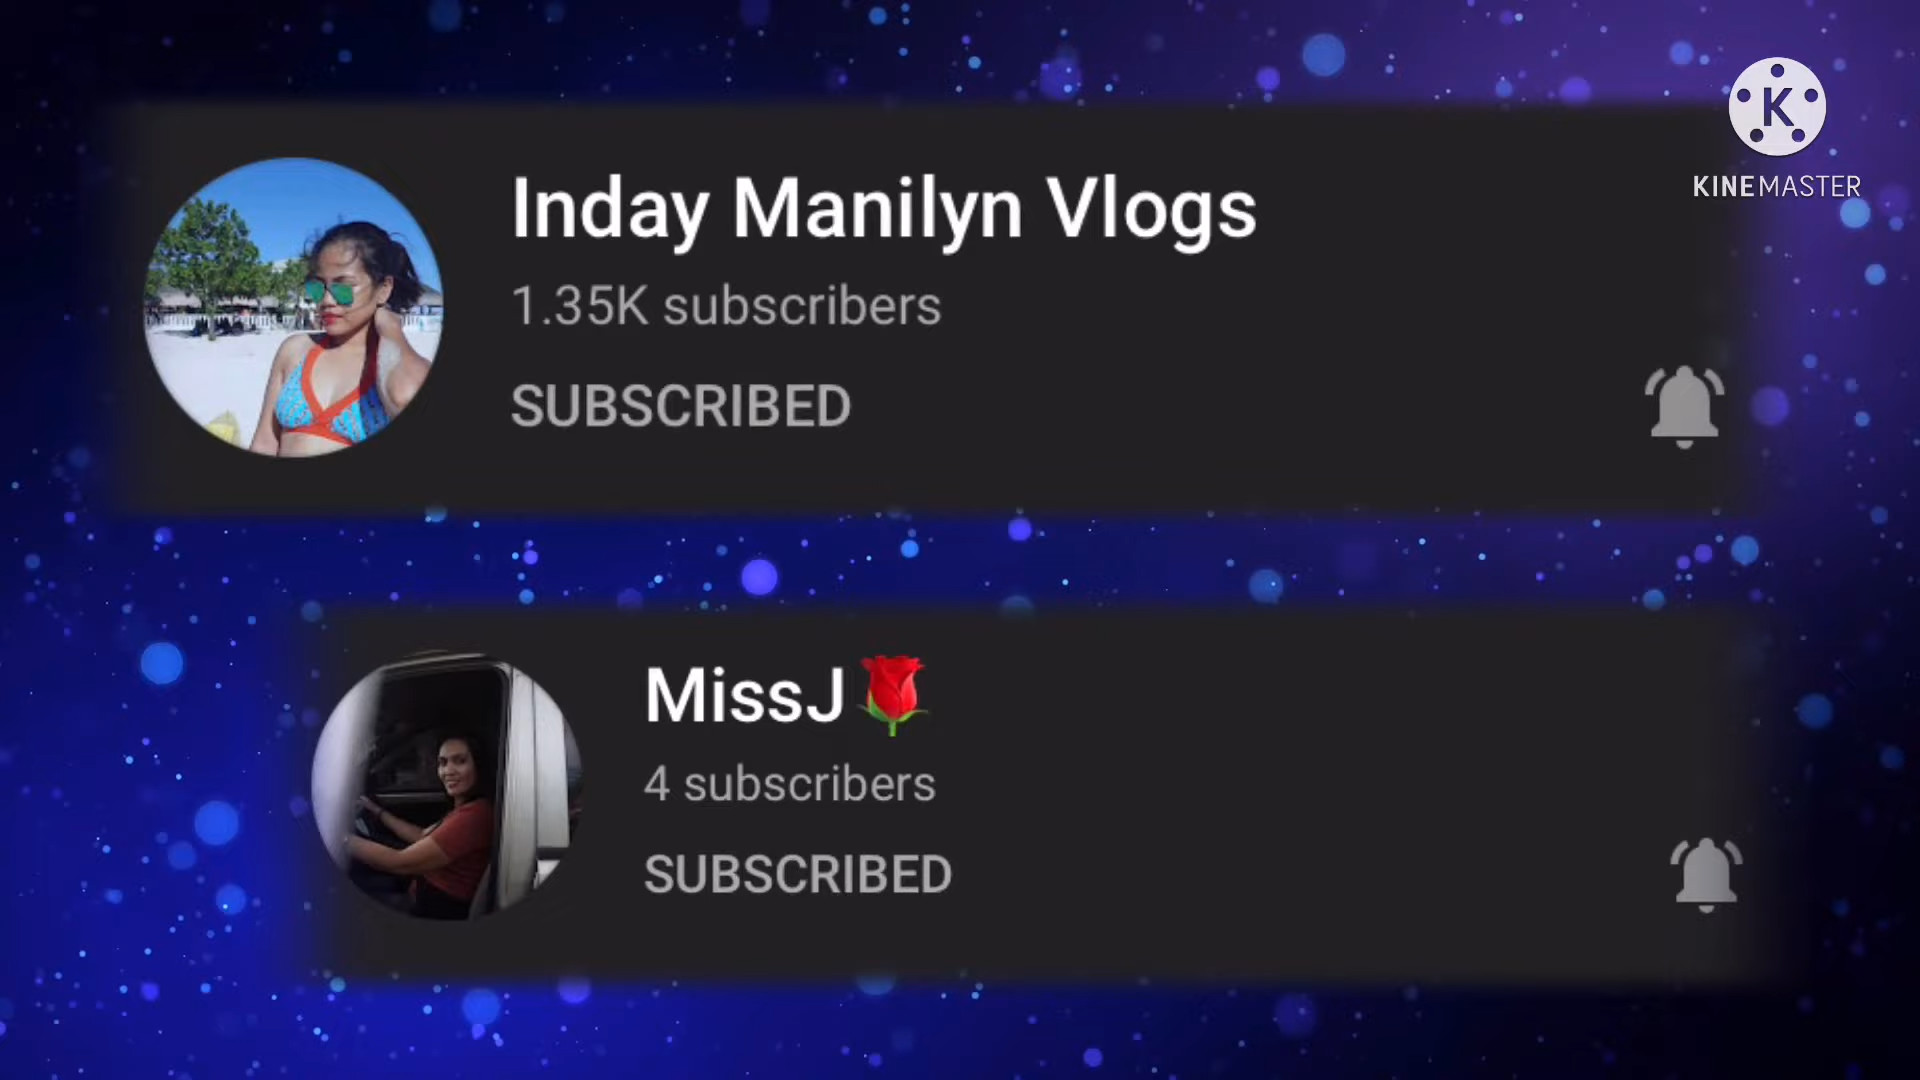 Inday Manilyn Vlogs
1.35K subscribers
SUBSCRIBED
K
KINEMASTER
MissJ🌹
4 subscribers
SUBSCRIBED